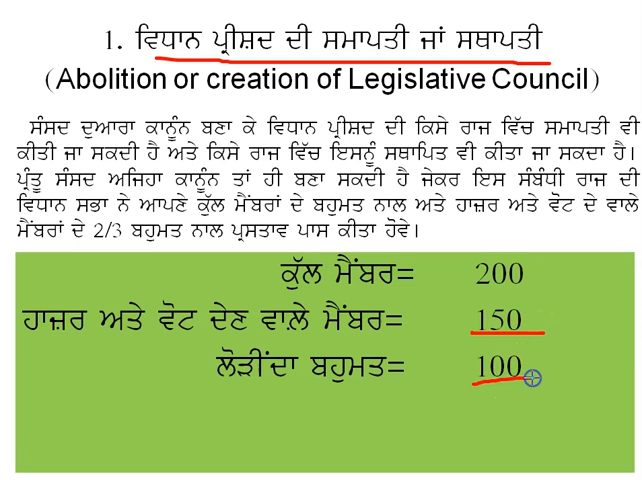 1. ਵਿਧਾਨ ਪ੍ਰੀਸ਼ਦ ਦੀ ਸਮਾਪਤੀ ਜਾਂ ਸਥਾਪਤੀ
(Abolition or creation of Legislative Council)
ਸੰਸਦ ਦੁਆਰਾ ਕਾਨੂੰਨ ਬਣਾ ਕੇ ਵਿਧਾਨ ਪ੍ਰੀਸ਼ਦ ਦੀ ਕਿਸੇ ਰਾਜ ਵਿੱਚ ਸਮਾਪਤੀ ਵੀ
ਕੀਤੀ ਜਾ ਸਕਦੀ ਹੈ ਅਤੇ ਕਿਸੇ ਰਾਜ ਵਿੱਚ ਇਸਨੂੰ ਸਥਾਪਿਤ ਵੀ ਕੀਤਾ ਜਾ ਸਕਦਾ ਹੈ।
ਪ੍ਰੰਤੂ ਸੰਸਦ ਅਜਿਹਾ ਕਾਨੂੰਨ ਤਾਂ ਹੀ ਬਣਾ ਸਕਦੀ ਹੈ ਜੇਕਰ ਇਸ ਸੰਬੰਧੀ ਰਾਜ ਦੀ
ਵਿਧਾਨ ਸਭਾ ਨੇ ਆਪਣੇ ਕੁੱਲ ਮੈਂਬਰਾਂ ਦੇ ਬਹੁਮਤ ਨਾਲ ਅਤੇ ਹਾਜ਼ਰ ਅਤੇ ਵੋਟ ਦੇ ਵਾਲੇ
ਮੈਂਬਰਾਂ ਦੇ 2/3 ਬਹੁਮਤ ਨਾਲ ਪ੍ਰਸਤਾਵ ਪਾਸ ਕੀਤਾ ਹੋਵੇ।
ਕੁੱਲ ਮੈਂਬਰ= 200
ਹਾਜ਼ਰ ਅਤੇ ਵੋਟ ਦੇਣ ਵਾਲ਼ੇ ਮੈਂਬਰ= 150
ਲੋੜੀਂਦਾ ਬਹੁਮਤ= 100